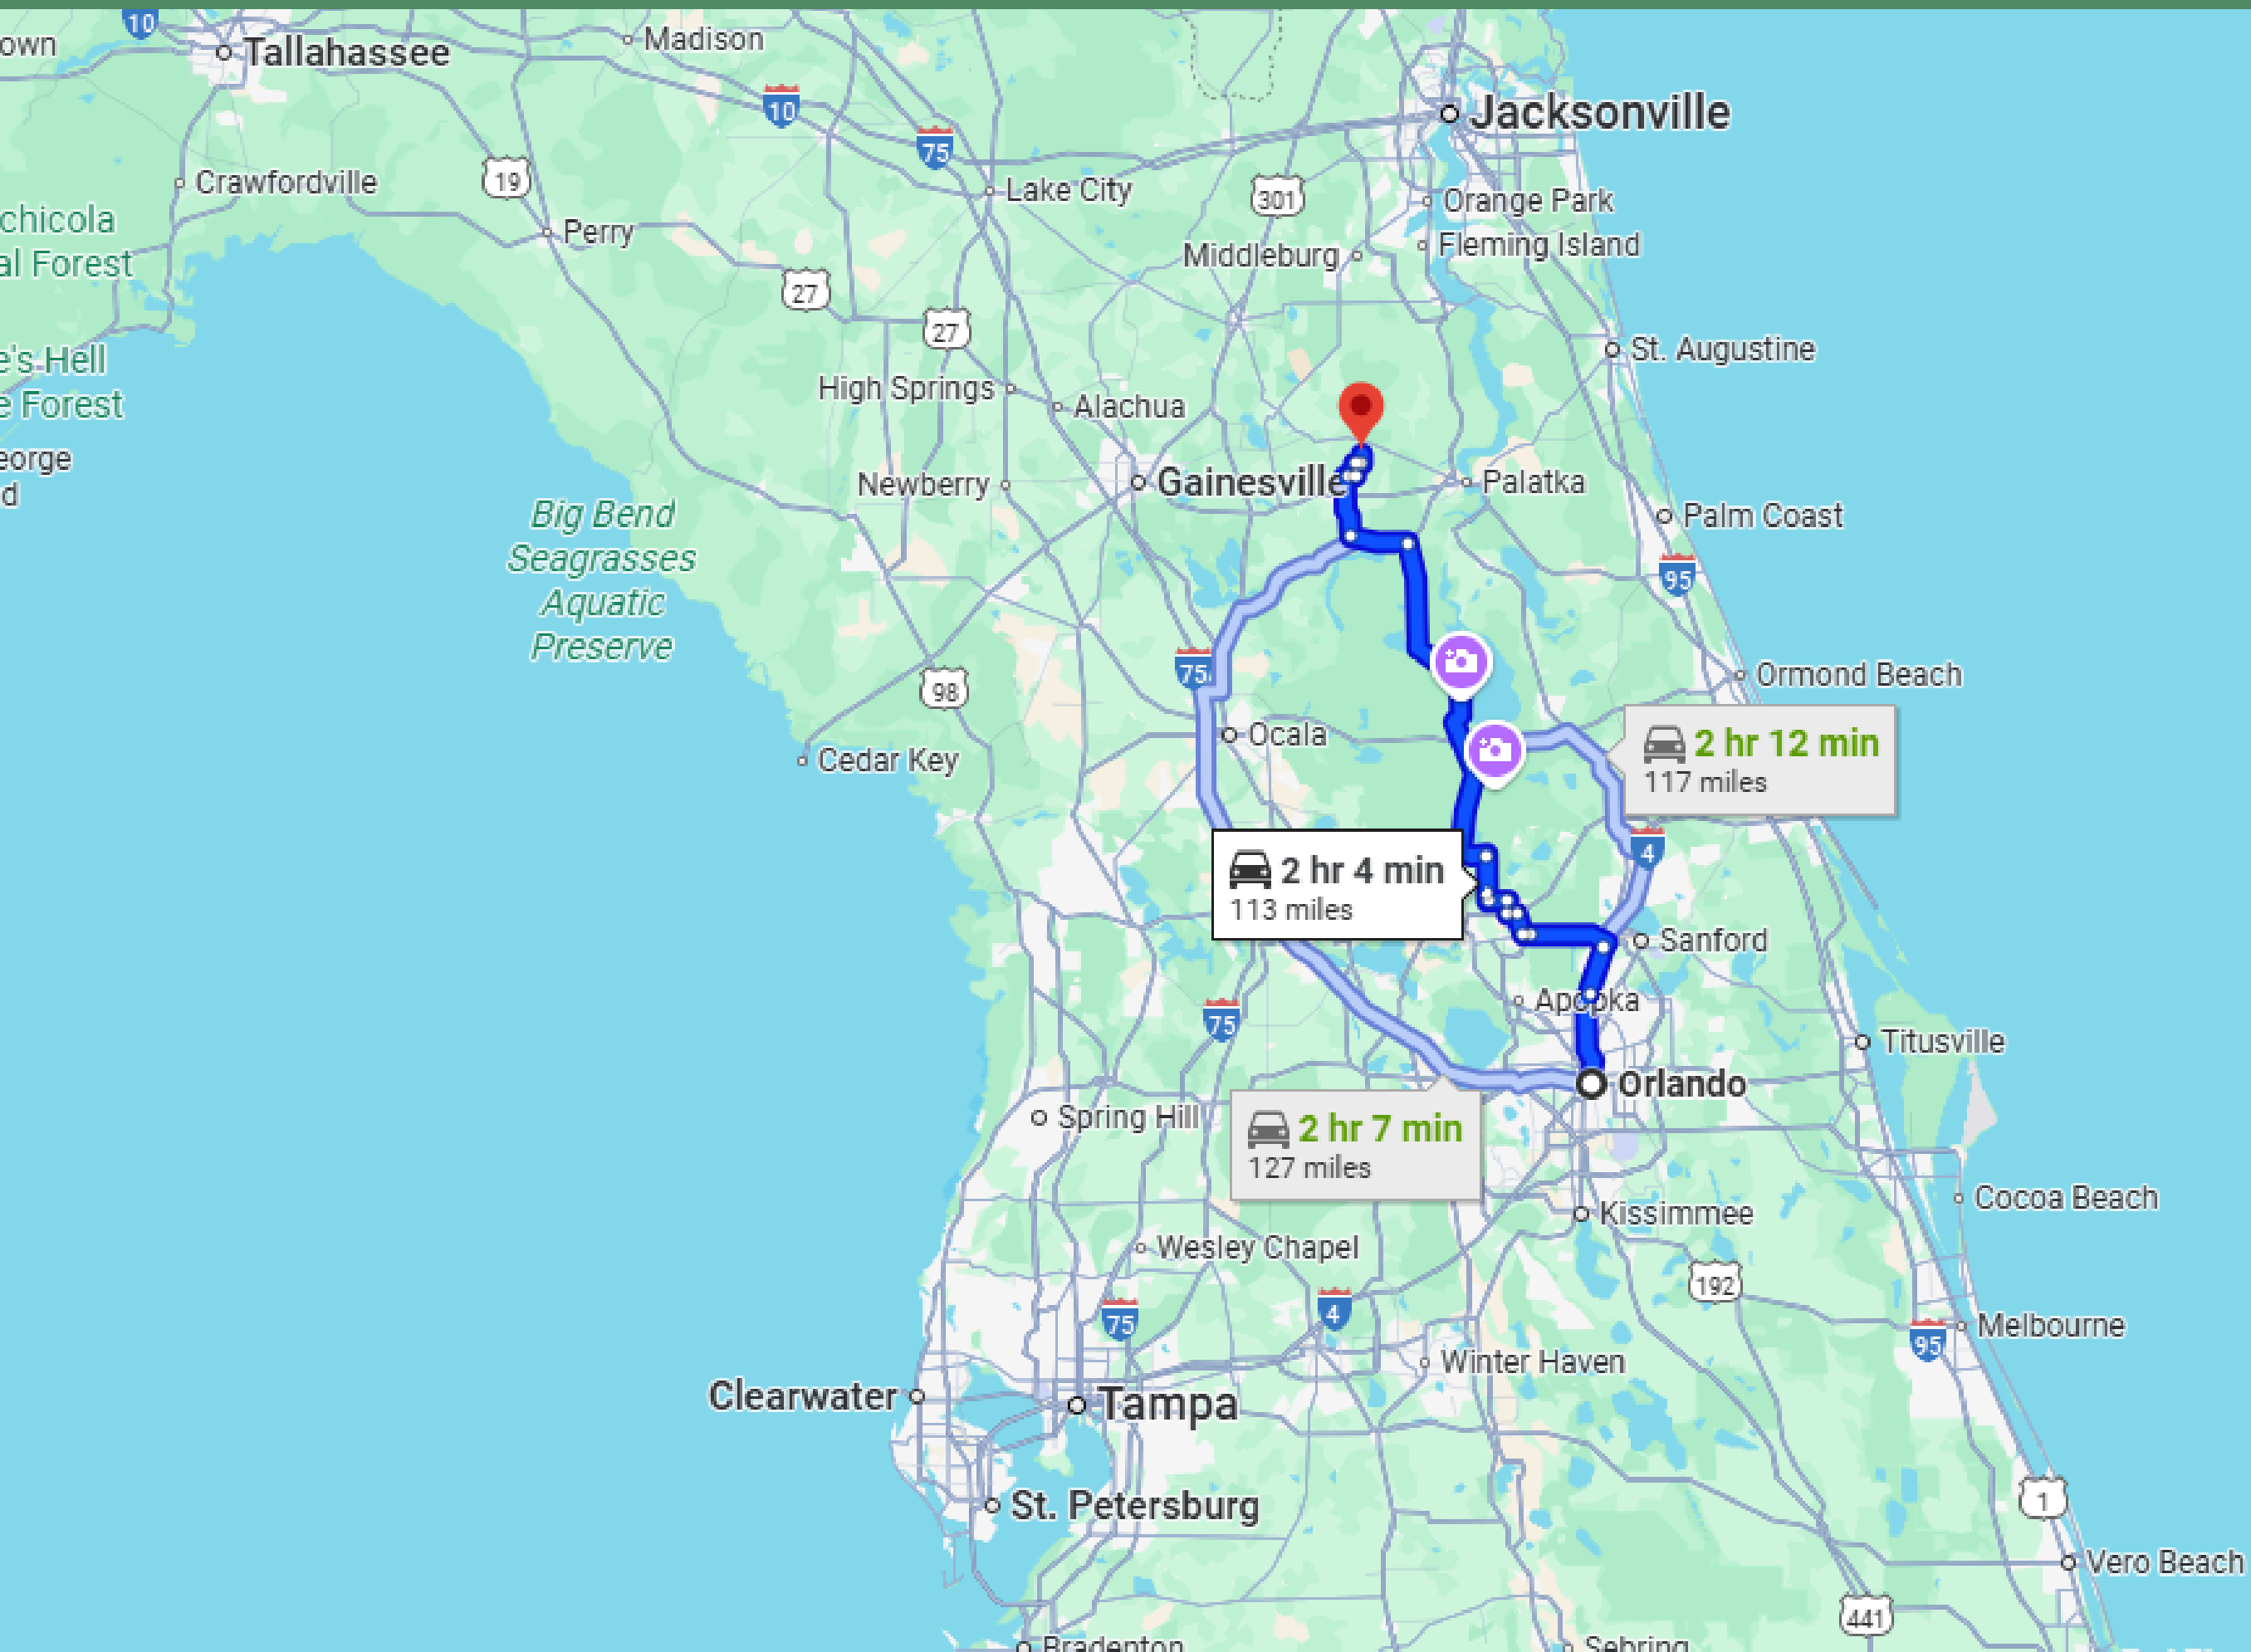 10
own
Tallahassee
Madison
10
75
Jacksonville
Crawfordville
19
Lake City
301
Orange Park
chicola
al Forest
Perry
Middleburg
Fleming Island
27
27
e's Hell
e Forest
St. Augustine
High Springs
Alachua
eorge
d
Newberry
Gainesville
Palatka
Big Bend
Seagrasses
Aquatic
Preserve
Palm Coast
95
75
98
Ormond Beach
Ocala
Cedar Key
2 hr 12 min
117 miles
4
2 hr 4 min
113 miles
Sanford
Apopka
75
Titusville
Orlando
Spring Hill
2 hr 7 min
127 miles
Cocoa Beach
Kissimmee
Wesley Chapel
192
75
4
Melbourne
95
Winter Haven
Clearwater
Tampa
St. Petersburg
1
Vero Beach
441
Bradenton
Sebring